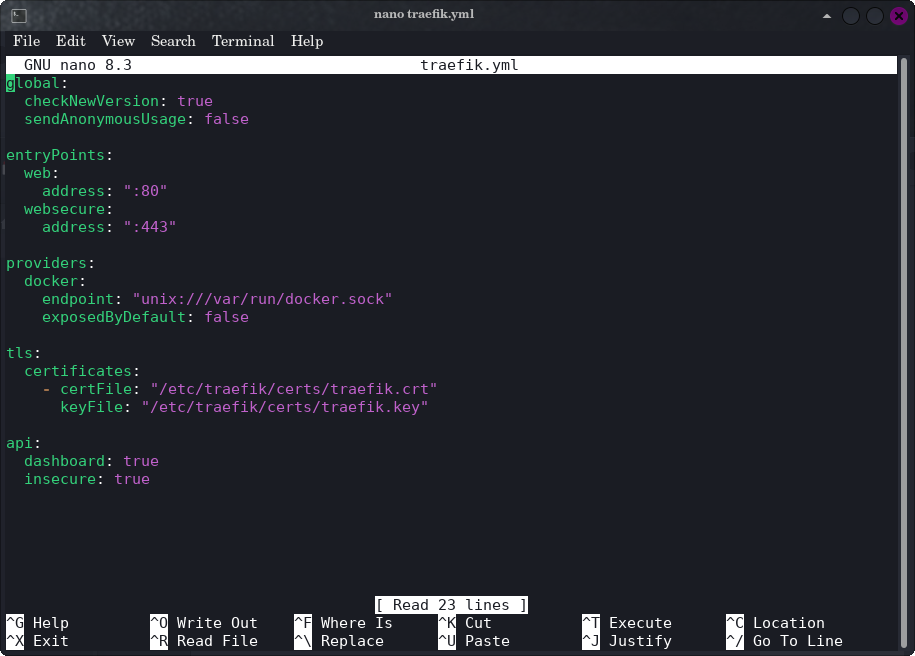 nano traefik.yml
File Edit View Search Terminal Help
GNU nano 8.3 traefik.yml
global:
  checkNewVersion: true
  sendAnonymousUsage: false

entryPoints:
  web:
    address: ":80"
  websecure:
    address: ":443"

providers:
  docker:
    endpoint: "unix:///var/run/docker.sock"
    exposedByDefault: false

tls:
  certificates:
    - certFile: "/etc/traefik/certs/traefik.crt"
      keyFile: "/etc/traefik/certs/traefik.key"

api:
  dashboard: true
  insecure: true

[ Read 23 lines ]
^G Help ^O Write Out ^F Where Is ^K Cut ^T Execute ^C Location
^X Exit ^R Read File ^\ Replace ^U Paste ^J Justify ^/ Go To Line